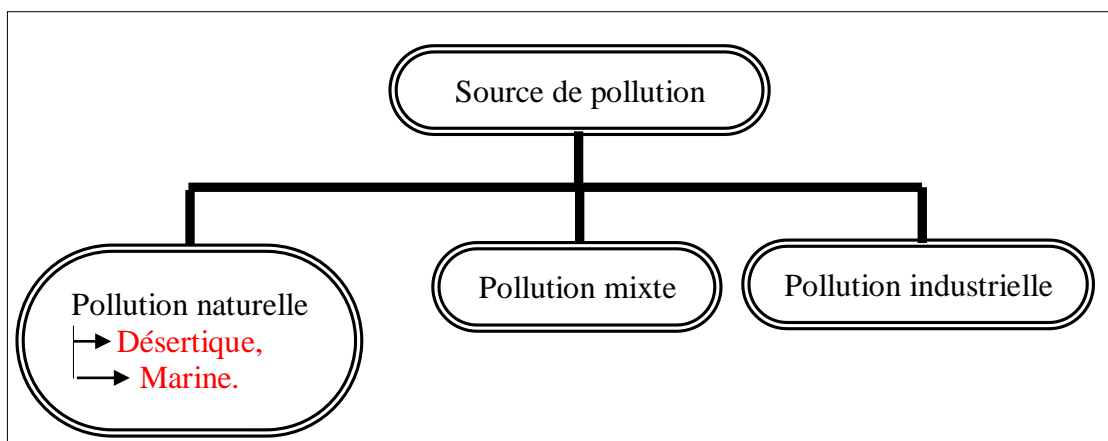 Source de pollution
Pollution naturelle
Désertique,
Marine.
Pollution mixte
Pollution industrielle